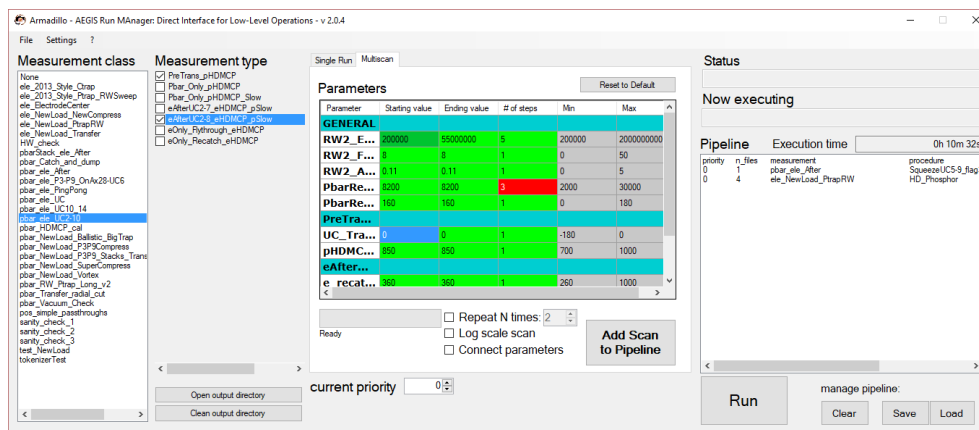 Armadillo - AEGIS Run MAnager: Direct Interface for Low-Level Operations - v 2.0.4
File Settings ?
Measurement class
None
ele_2013_Style_Ctrap
ele_2013_Style_Ptrap_RWSweep
ele_ElectrodeCenter
ele_NewLoad_NewCompress
ele_NewLoad_PtrapRW
ele_NewLoad_Transfer
HW_check
pbarStack_ele_After
pbar_Catch_and_dump
pbar_ele_After
pbar_ele_P3-P9_OnAx28-UC6
pbar_ele_PingPong
pbar_ele_UC
pbar_ele_UC10_14
pbar_ele_UC2-10
pbar_HDMCP_cal
pbar_NewLoad_Ballistic_BigTrap
pbar_NewLoad_P3P9Compress
pbar_NewLoad_P3P9_Stacks_Trans
pbar_NewLoad_SuperCompress
pbar_NewLoad_Vortex
pbar_RW_Ptrap_Long_v2
pbar_Transfer_radial_cut
pbar_Vacuum_Check
pos_simple_passthroughs
sanity_check_1
sanity_check_2
sanity_check_3
test_NewLoad
tokenizerTest
Measurement type
PreTrans_pHDMCP
Pbar_Only_pHDMCP
Pbar_Only_pHDMCP_Slow
eAfterUC2-7_eHDMCP_pSlow
eAfterUC2-8_eHDMCP_pSlow
eOnly_Flythrough_eHDMCP
eOnly_Recatch_eHDMCP
Open output directory
Clean output directory
Single Run Multiscan
Parameters
Reset to Default
Parameter Starting value Ending value # of steps Min Max
GENERAL
RW2_E... 200000 55000000 5 200000 2000000000
RW2_F... 8 8 1 0 50
RW2_A... 0.11 0.11 1 0 5
PbarRe... 8200 8200 3 2000 30000
PbarRe... 160 160 1 0 180
PreTra...
UC_Tra... 0 0 1 -180 0
pHDMC... 850 850 1 700 1000
eAfter...
e_recat... 360 360 1 260 1000
Ready
Repeat N times: 2
Log scale scan
Connect parameters
Add Scan
to Pipeline
current priority 0
Status
Now executing
Pipeline Execution time 0h 10m 32s
priority n_files measurement procedure
0 1 pbar_ele_After SqueezeUC5-9_flag
0 4 ele_NewLoad_PtrapRW HD_Phosphor
Run
manage pipeline:
Clear Save Load